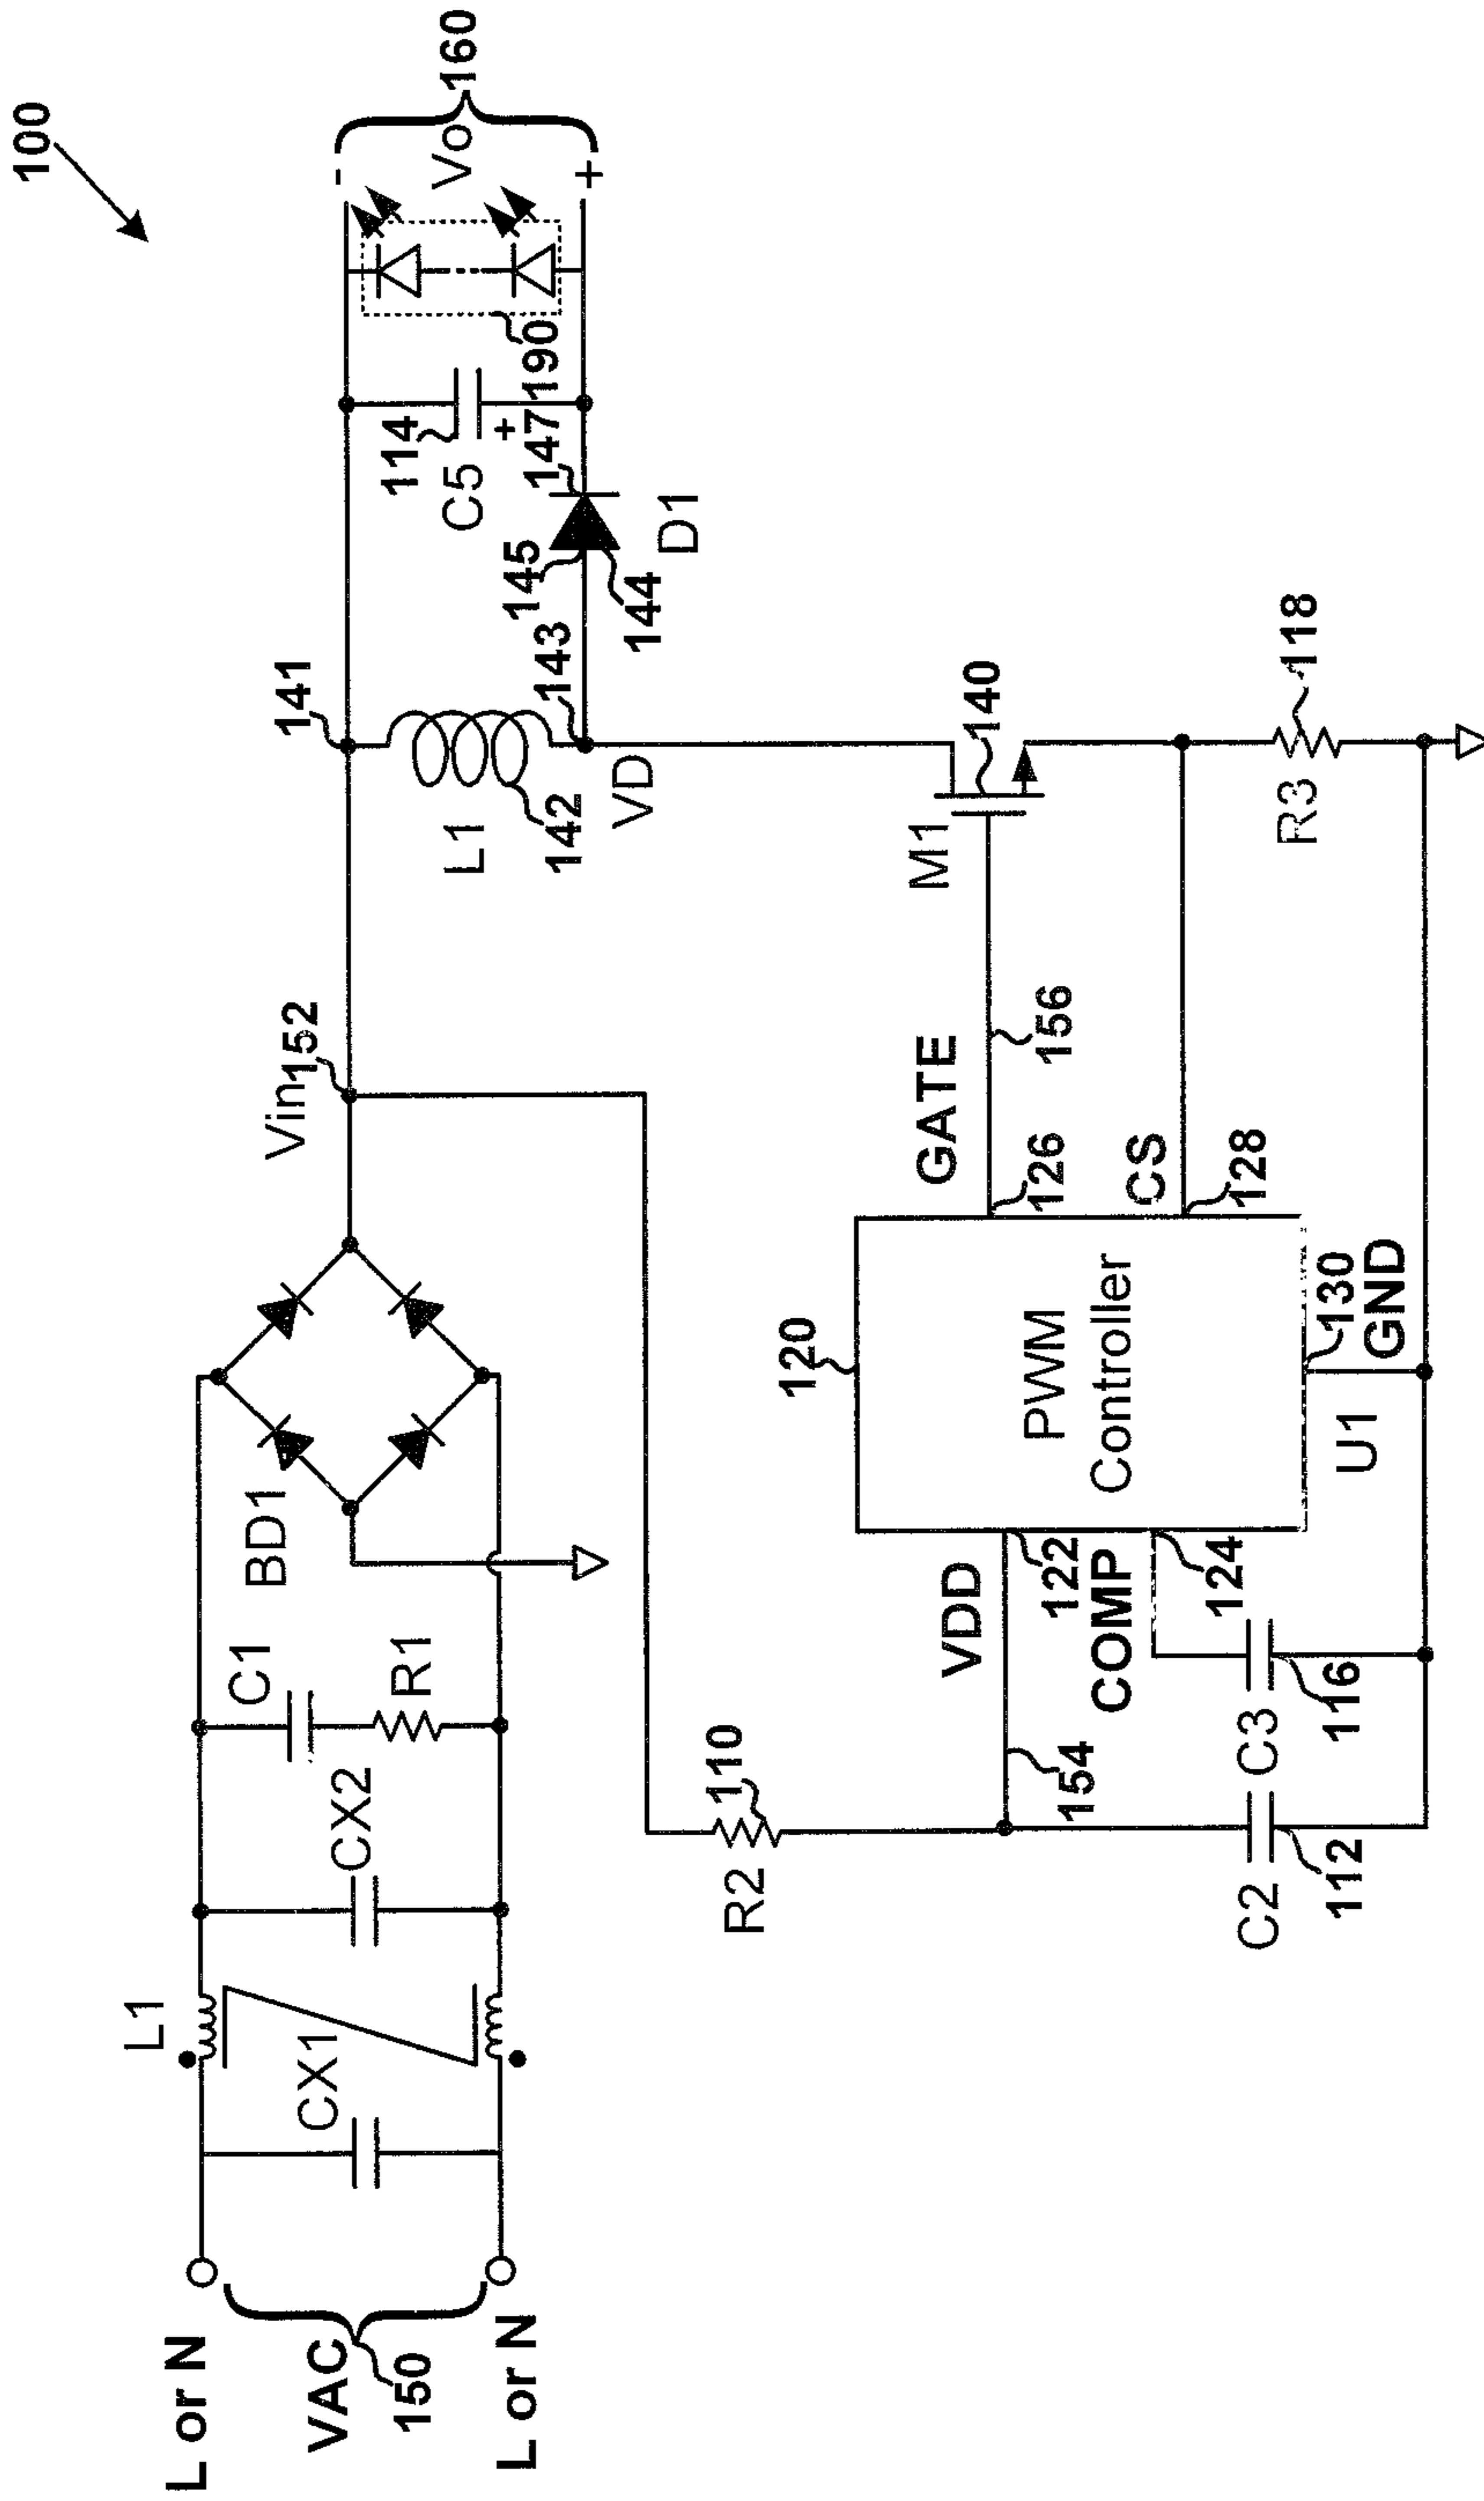 100
L or N
VAC
150
L or N
L1
CX1
CX2
C1
R1
BD1
Vin
152
141
L1
142
143
VD
145
144
D1
147
114
C5
+
190
-
Vo
+
160
R2
110
VDD
154
122
COMP
124
C2
112
C3
116
120
PWM
Controller
U1
130
GND
GATE
126
156
CS
128
M1
140
R3
118